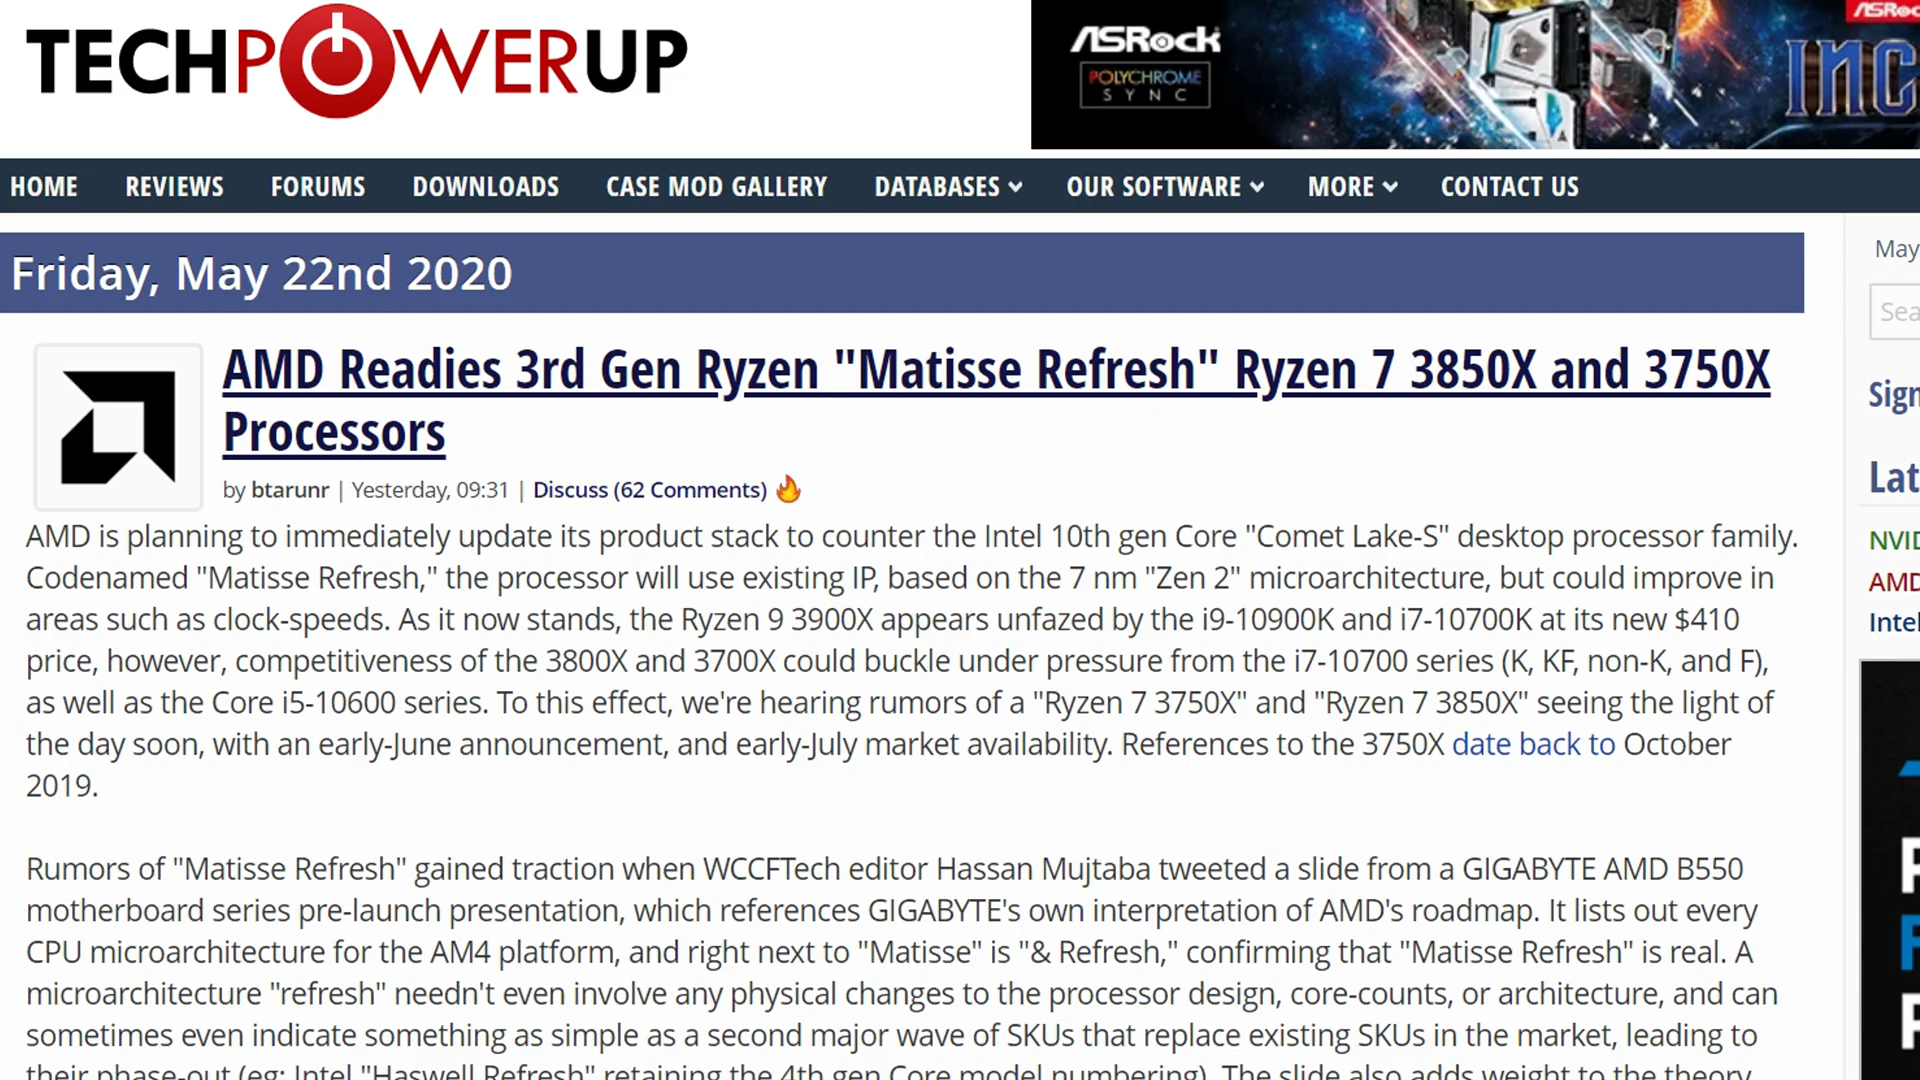 TECHPOWERUP
ASRock
POLYCHROME
SYNC
HOME REVIEWS FORUMS DOWNLOADS CASE MOD GALLERY DATABASES OUR SOFTWARE MORE CONTACT US
Friday, May 22nd 2020
May
AMD Readies 3rd Gen Ryzen "Matisse Refresh" Ryzen 7 3850X and 3750X
Processors
by btarunr | Yesterday, 09:31 | Discuss (62 Comments)
AMD is planning to immediately update its product stack to counter the Intel 10th gen Core "Comet Lake-S" desktop processor family.
Codenamed "Matisse Refresh," the processor will use existing IP, based on the 7 nm "Zen 2" microarchitecture, but could improve in
areas such as clock-speeds. As it now stands, the Ryzen 9 3900X appears unfazed by the i9-10900K and i7-10700K at its new $410
price, however, competitiveness of the 3800X and 3700X could buckle under pressure from the i7-10700 series (K, KF, non-K, and F),
as well as the Core i5-10600 series. To this effect, we're hearing rumors of a "Ryzen 7 3750X" and "Ryzen 7 3850X" seeing the light of
the day soon, with an early-June announcement, and early-July market availability. References to the 3750X date back to October
2019.
Rumors of "Matisse Refresh" gained traction when WCCFTech editor Hassan Mujtaba tweeted a slide from a GIGABYTE AMD B550
motherboard series pre-launch presentation, which references GIGABYTE's own interpretation of AMD's roadmap. It lists out every
CPU microarchitecture for the AM4 platform, and right next to "Matisse" is "& Refresh," confirming that "Matisse Refresh" is real. A
microarchitecture "refresh" needn't even involve any physical changes to the processor design, core-counts, or architecture, and can
sometimes even indicate something as simple as a second major wave of SKUs that replace existing SKUs in the market, leading to
their phase-out (eg: Intel "Haswell Refresh" retaining the 4th gen Core model numbering). The slide also adds weight to the theory
AMD